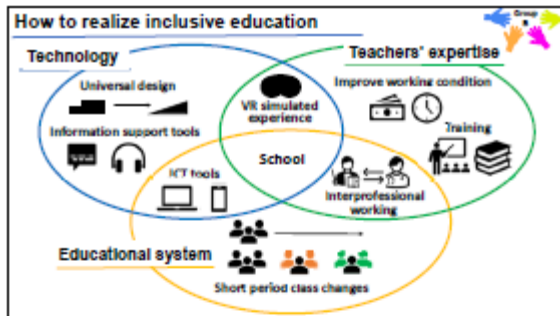 How to realize inclusive education
Group
Technology
Teachers' expertise
Universal design
Improve working condition
VR simulated
experience
Information support tools
Training
School
ICT tools
Interprofessional
working
Educational system
Short period class changes